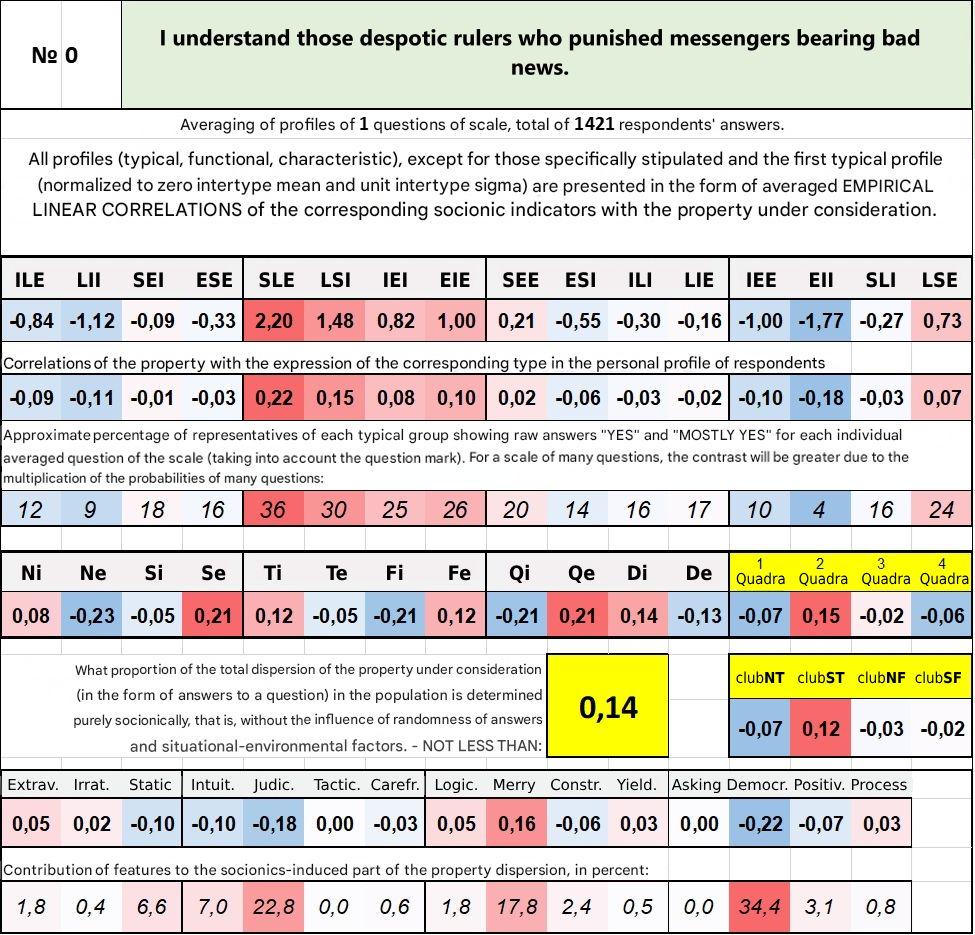 № 0
I understand those despotic rulers who punished messengers bearing bad
news.
Averaging of profiles of 1 questions of scale, total of 1421 respondents' answers.
All profiles (typical, functional, characteristic), except for those specifically stipulated and the first typical profile
(normalized to zero intertype mean and unit intertype sigma) are presented in the form of averaged EMPIRICAL
LINEAR CORRELATIONS of the corresponding socionic indicators with the property under consideration.
ILE LII SEI ESE SLE LSI IEI EIE SEE ESI ILI LIE IEE EII SLI LSE
-0,84 -1,12 -0,09 -0,33 2,20 1,48 0,82 1,00 0,21 -0,55 -0,30 -0,16 -1,00 -1,77 -0,27 0,73
Correlations of the property with the expression of the corresponding type in the personal profile of respondents
-0,09 -0,11 -0,01 -0,03 0,22 0,15 0,08 0,10 0,02 -0,06 -0,03 -0,02 -0,10 -0,18 -0,03 0,07
Approximate percentage of representatives of each typical group showing raw answers "YES" and "MOSTLY YES" for each individual
averaged question of the scale (taking into account the question mark). For a scale of many questions, the contrast will be greater due to the
multiplication of the probabilities of many questions:
12 9 18 16 36 30 25 26 20 14 16 17 10 4 16 24
Ni Ne Si Se Ti Te Fi Fe Qi Qe Di De 1 Quadra 2 Quadra 3 Quadra 4 Quadra
0,08 -0,23 -0,05 0,21 0,12 -0,05 -0,21 0,12 -0,21 0,21 0,14 -0,13 -0,07 0,15 -0,02 -0,06
What proportion of the total dispersion of the property under consideration
(in the form of answers to a question) in the population is determined
purely socionically, that is, without the influence of randomness of answers
and situational-environmental factors. - NOT LESS THAN:
0,14
clubNT clubST clubNF clubSF
-0,07 0,12 -0,03 -0,02
Extrav. Irrat. Static Intuit. Judic. Tactic. Carefr. Logic. Merry Constr. Yield. Asking Democr. Positiv. Process
0,05 0,02 -0,10 -0,10 -0,18 0,00 -0,03 0,05 0,16 -0,06 0,03 0,00 -0,22 -0,07 0,03
Contribution of features to the socionics-induced part of the property dispersion, in percent:
1,8 0,4 6,6 7,0 22,8 0,0 0,6 1,8 17,8 2,4 0,5 0,0 34,4 3,1 0,8